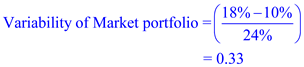 Variability of Market portfolio = (18% − 10% / 24%)
= 0.33